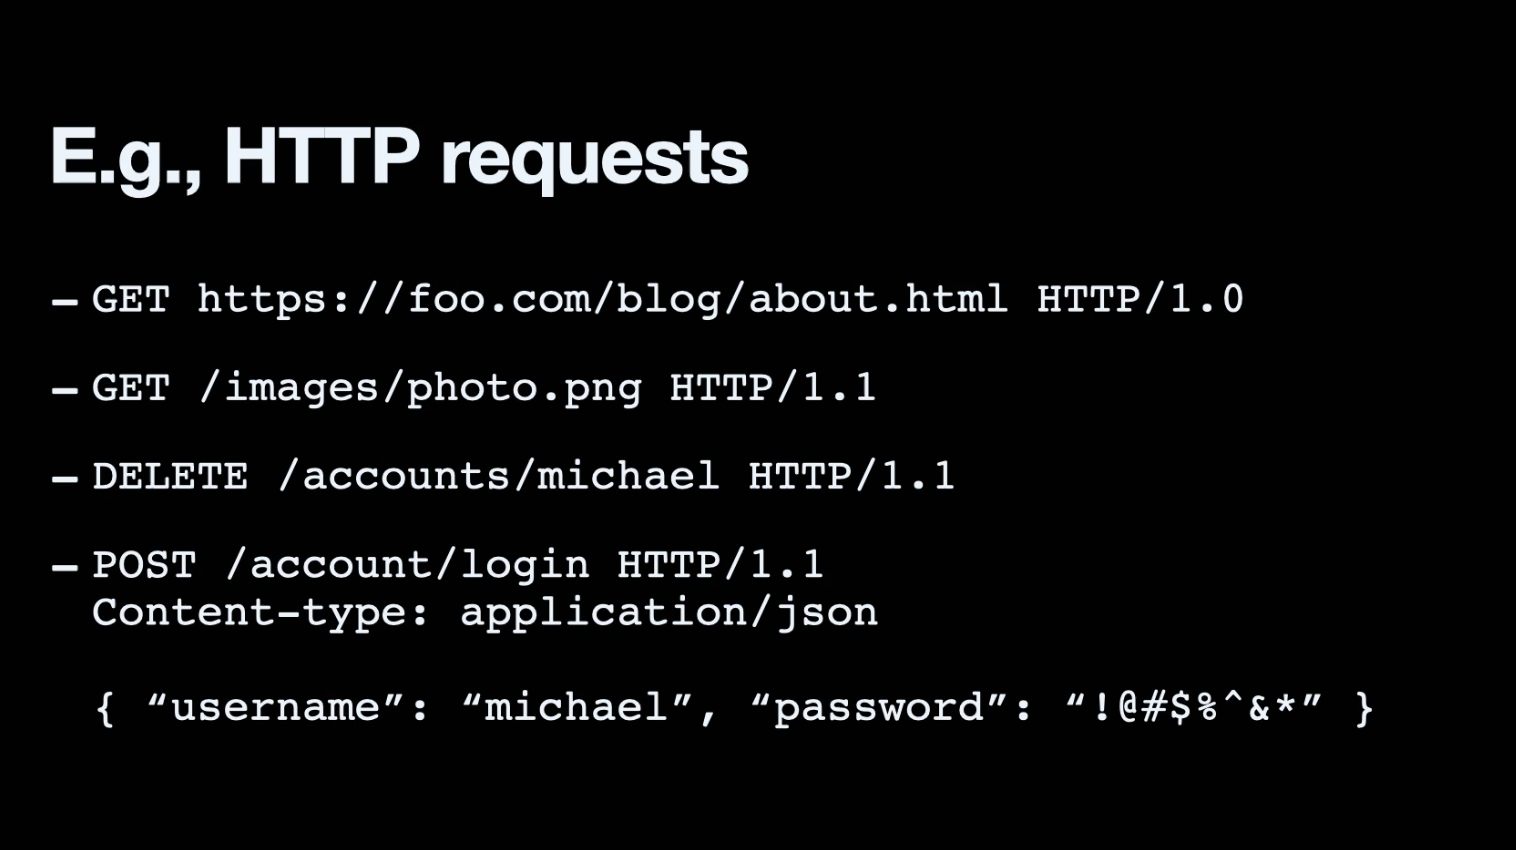 E.g., HTTP requests
– GET https://foo.com/blog/about.html HTTP/1.0
– GET /images/photo.png HTTP/1.1
– DELETE /accounts/michael HTTP/1.1
– POST /account/login HTTP/1.1
Content-type: application/json
{ “username”: “michael”, “password”: “!@#$%^&*” }